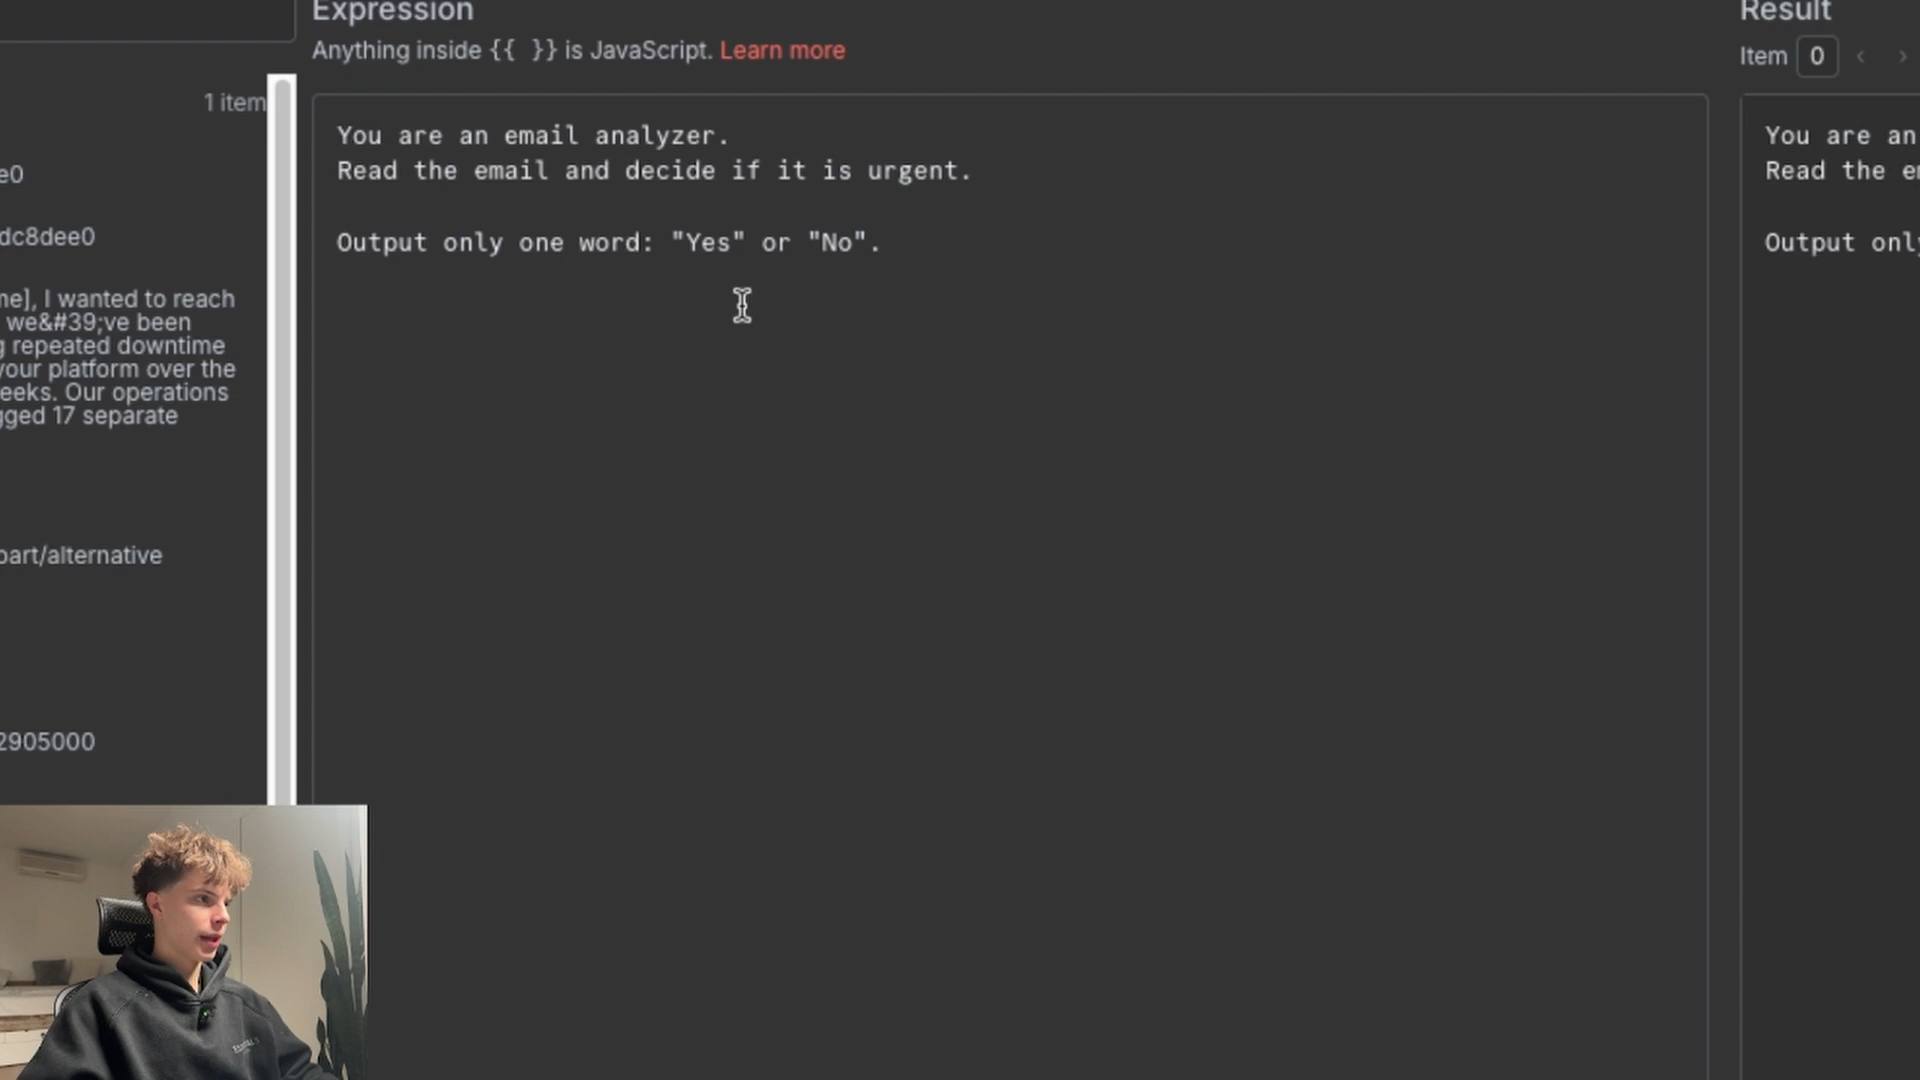 Expression
Anything inside {{ }} is JavaScript. Learn more
1 item
e0
dc8dee0
ne], I wanted to reach
we&#39;ve been
g repeated downtime
your platform over the
eeks. Our operations
gged 17 separate
part/alternative
2905000
You are an email analyzer.
Read the email and decide if it is urgent.
Output only one word: "Yes" or "No".
Result
Item 0
You are an
Read the e
Output only